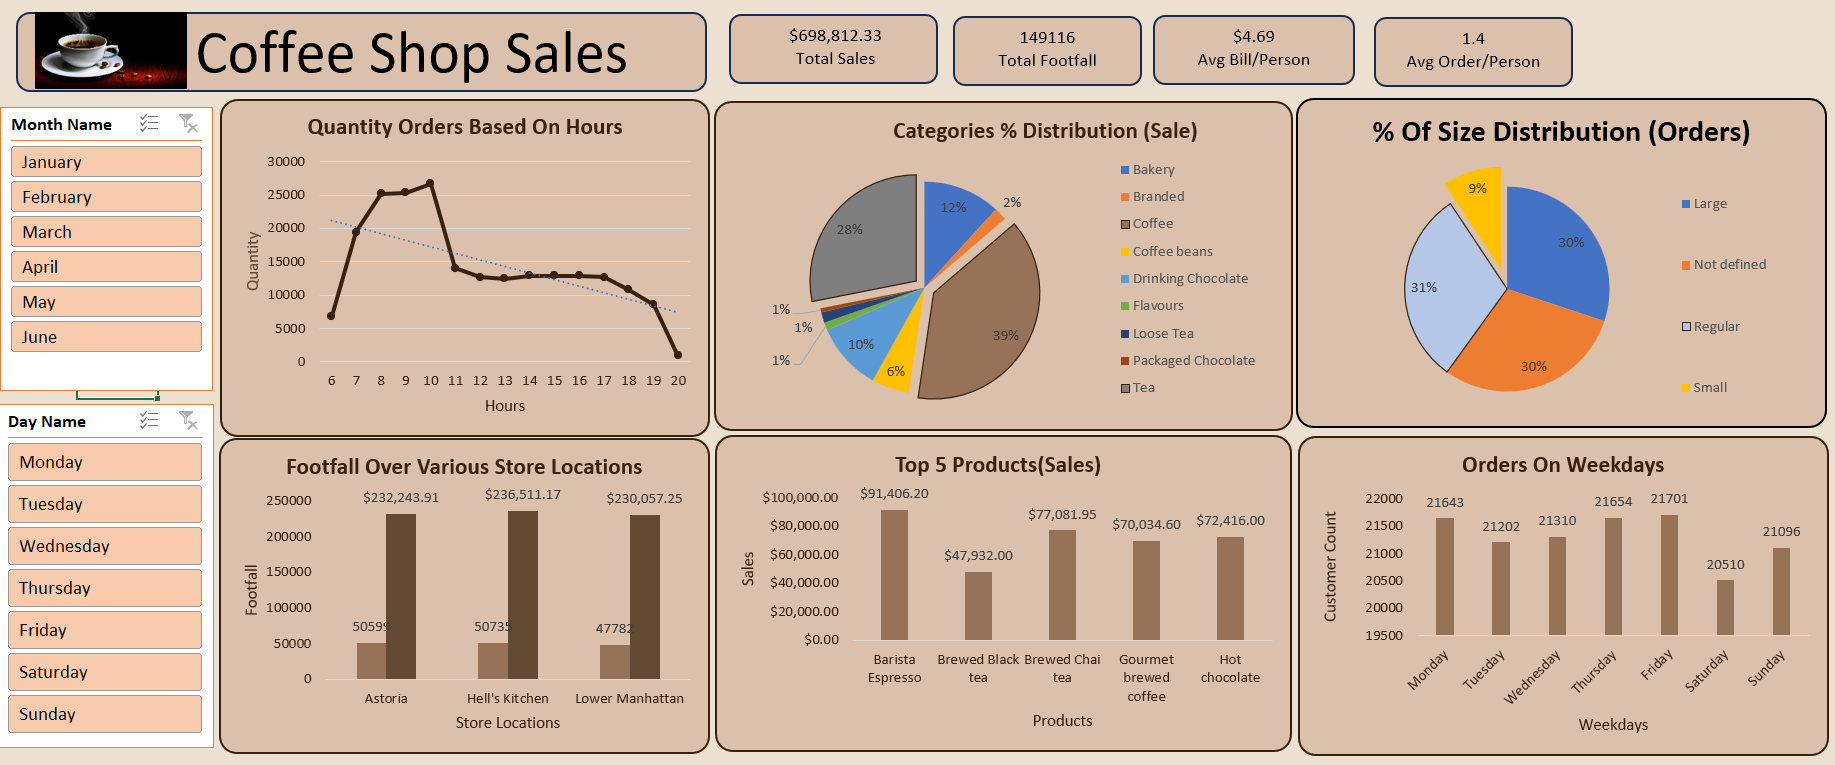 Coffee Shop Sales
$698,812.33
Total Sales
149116
Total Footfall
$4.69
Avg Bill/Person
1.4
Avg Order/Person
Month Name
January
February
March
April
May
June
Day Name
Monday
Tuesday
Wednesday
Thursday
Friday
Saturday
Sunday
Quantity Orders Based On Hours
Quantity
30000
25000
20000
15000
10000
5000
0
6 7 8 9 10 11 12 13 14 15 16 17 18 19 20
Hours
Categories % Distribution (Sale)
12%
2%
39%
6%
10%
1%
1%
1%
28%
Bakery
Branded
Coffee
Coffee beans
Drinking Chocolate
Flavours
Loose Tea
Packaged Chocolate
Tea
% Of Size Distribution (Orders)
9%
30%
31%
30%
Large
Not defined
Regular
Small
Footfall Over Various Store Locations
Footfall
250000
200000
150000
100000
50000
0
$232,243.91 $236,511.17 $230,057.25
50599 50735 47782
Astoria Hell's Kitchen Lower Manhattan
Store Locations
Top 5 Products(Sales)
Sales
$100,000.00
$80,000.00
$60,000.00
$40,000.00
$20,000.00
$0.00
$91,406.20
$47,932.00
$77,081.95
$70,034.60
$72,416.00
Barista
Espresso
Brewed Black
tea
Brewed Chai
tea
Gourmet
brewed
coffee
Hot
chocolate
Products
Orders On Weekdays
Customer Count
22000
21500
21000
20500
20000
19500
21643
21202
21310
21654
21701
20510
21096
Monday
Tuesday
Wednesday
Thursday
Friday
Saturday
Sunday
Weekdays